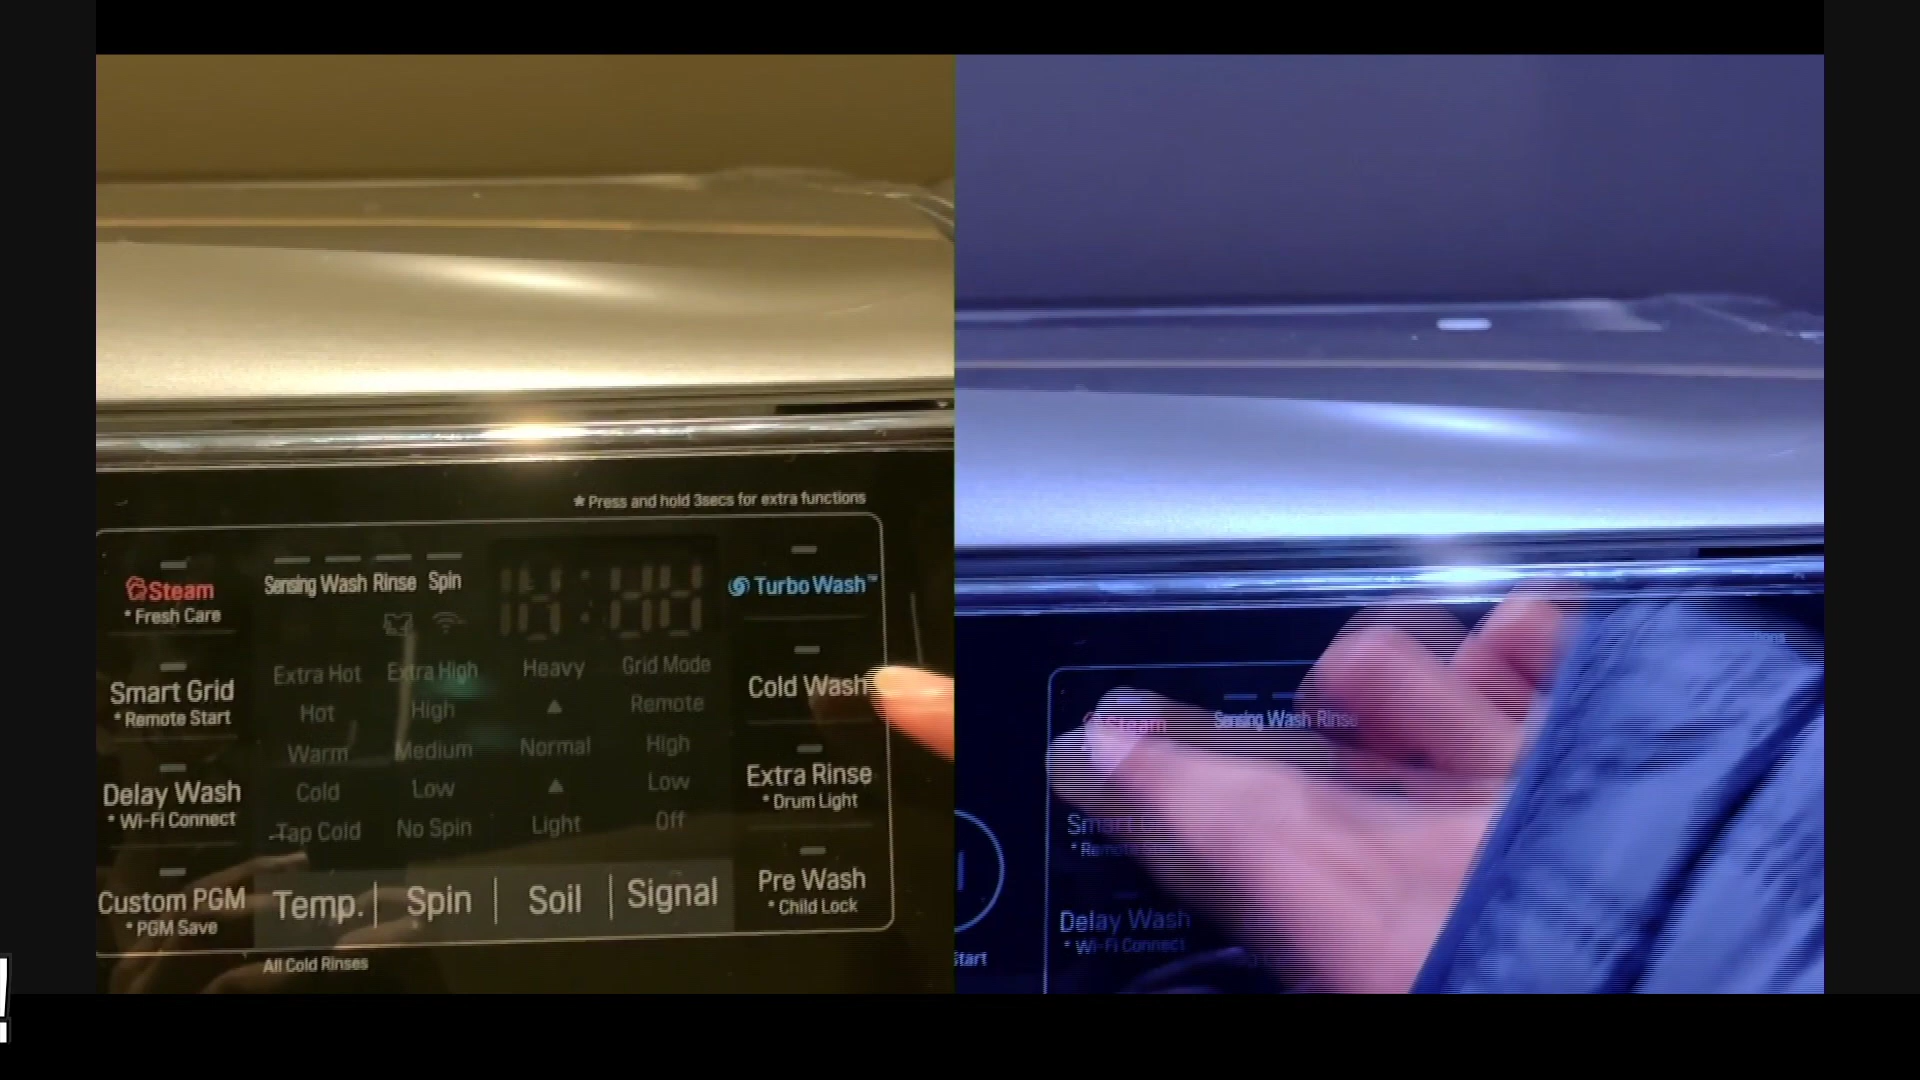 * Press and hold 3secs for extra functions
Steam
* Fresh Care
Sensing Wash Rinse Spin
Turbo Wash™
Smart Grid
* Remote Start
Extra Hot
Extra High
Heavy
Grid Mode
Cold Wash
Hot
High
Remote
Warm
Medium
Normal
High
Delay Wash
* Wi-Fi Connect
Cold
Low
Low
Extra Rinse
* Drum Light
Tap Cold
No Spin
Light
Off
Custom PGM
* PGM Save
Temp.
Spin
Soil
Signal
Pre Wash
* Child Lock
All Cold Rinses
Steam
Sensing Wash Rinse
Delay Wash
* Wi-Fi Connect
Start
!